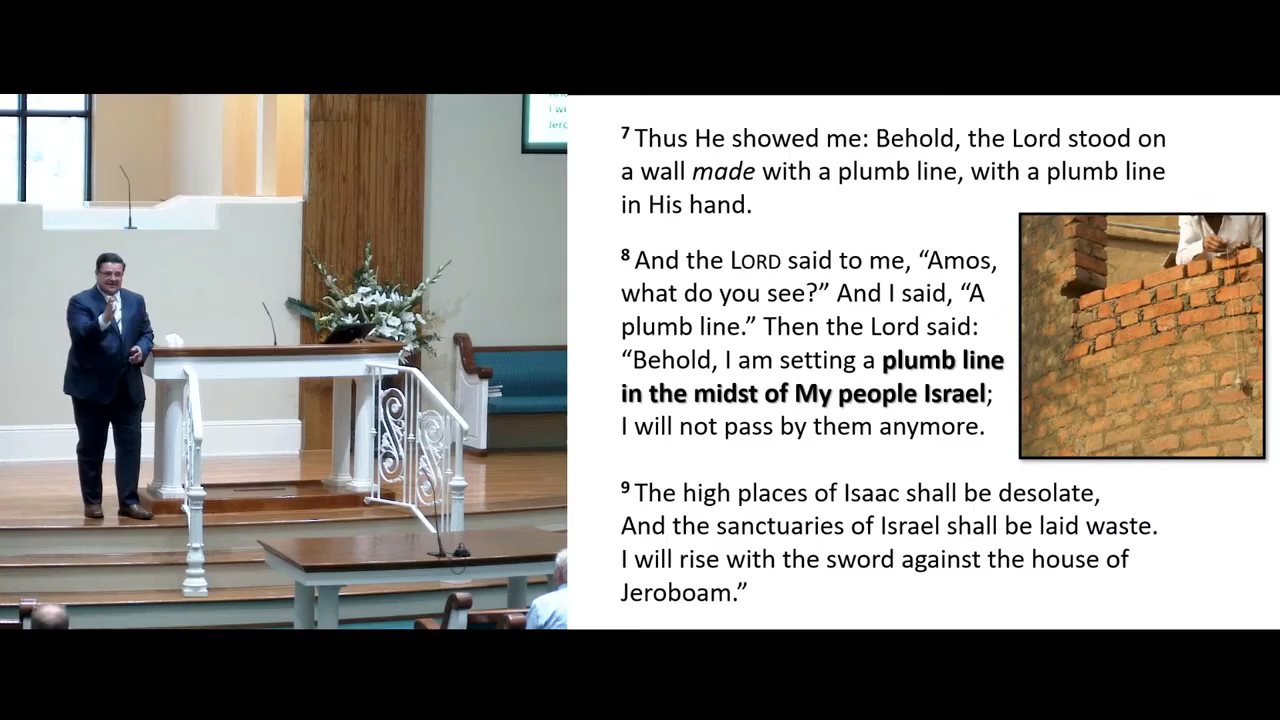 I we
Jero
7 Thus He showed me: Behold, the Lord stood on
a wall made with a plumb line, with a plumb line
in His hand.
8 And the LORD said to me, “Amos,
what do you see?” And I said, “A
plumb line.” Then the Lord said:
“Behold, I am setting a plumb line
in the midst of My people Israel;
I will not pass by them anymore.
9 The high places of Isaac shall be desolate,
And the sanctuaries of Israel shall be laid waste.
I will rise with the sword against the house of
Jeroboam.”